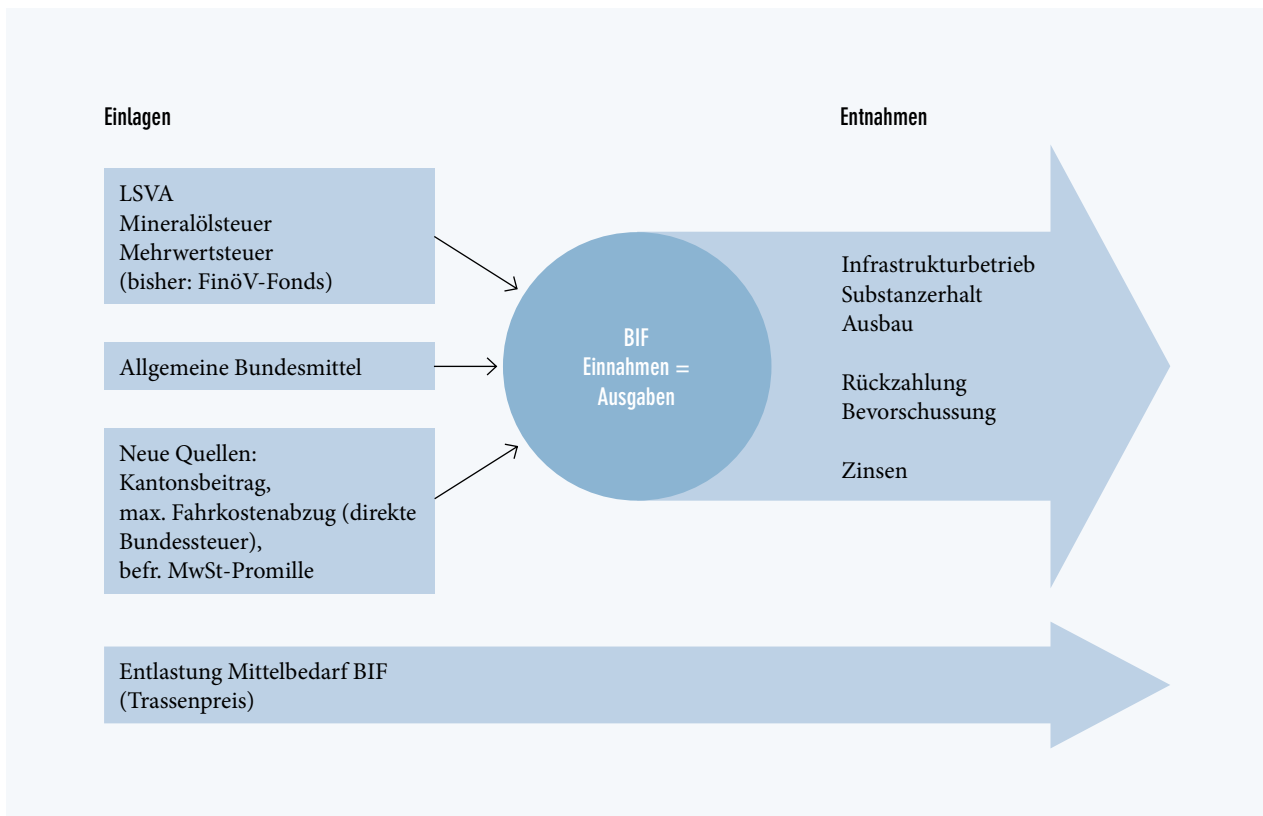 Einlagen
LSVA
Mineralölsteuer
Mehrwertsteuer
(bisher: FinöV-Fonds)
Allgemeine Bundesmittel
Neue Quellen:
Kantonsbeitrag,
max. Fahrkostenabzug (direkte
Bundessteuer),
befr. MwSt-Promille
BIF
Einnahmen =
Ausgaben
Entnahmen
Infrastrukturbetrieb
Substanzerhalt
Ausbau
Rückzahlung
Bevorschussung
Zinsen
Entlastung Mittelbedarf BIF
(Trassenpreis)